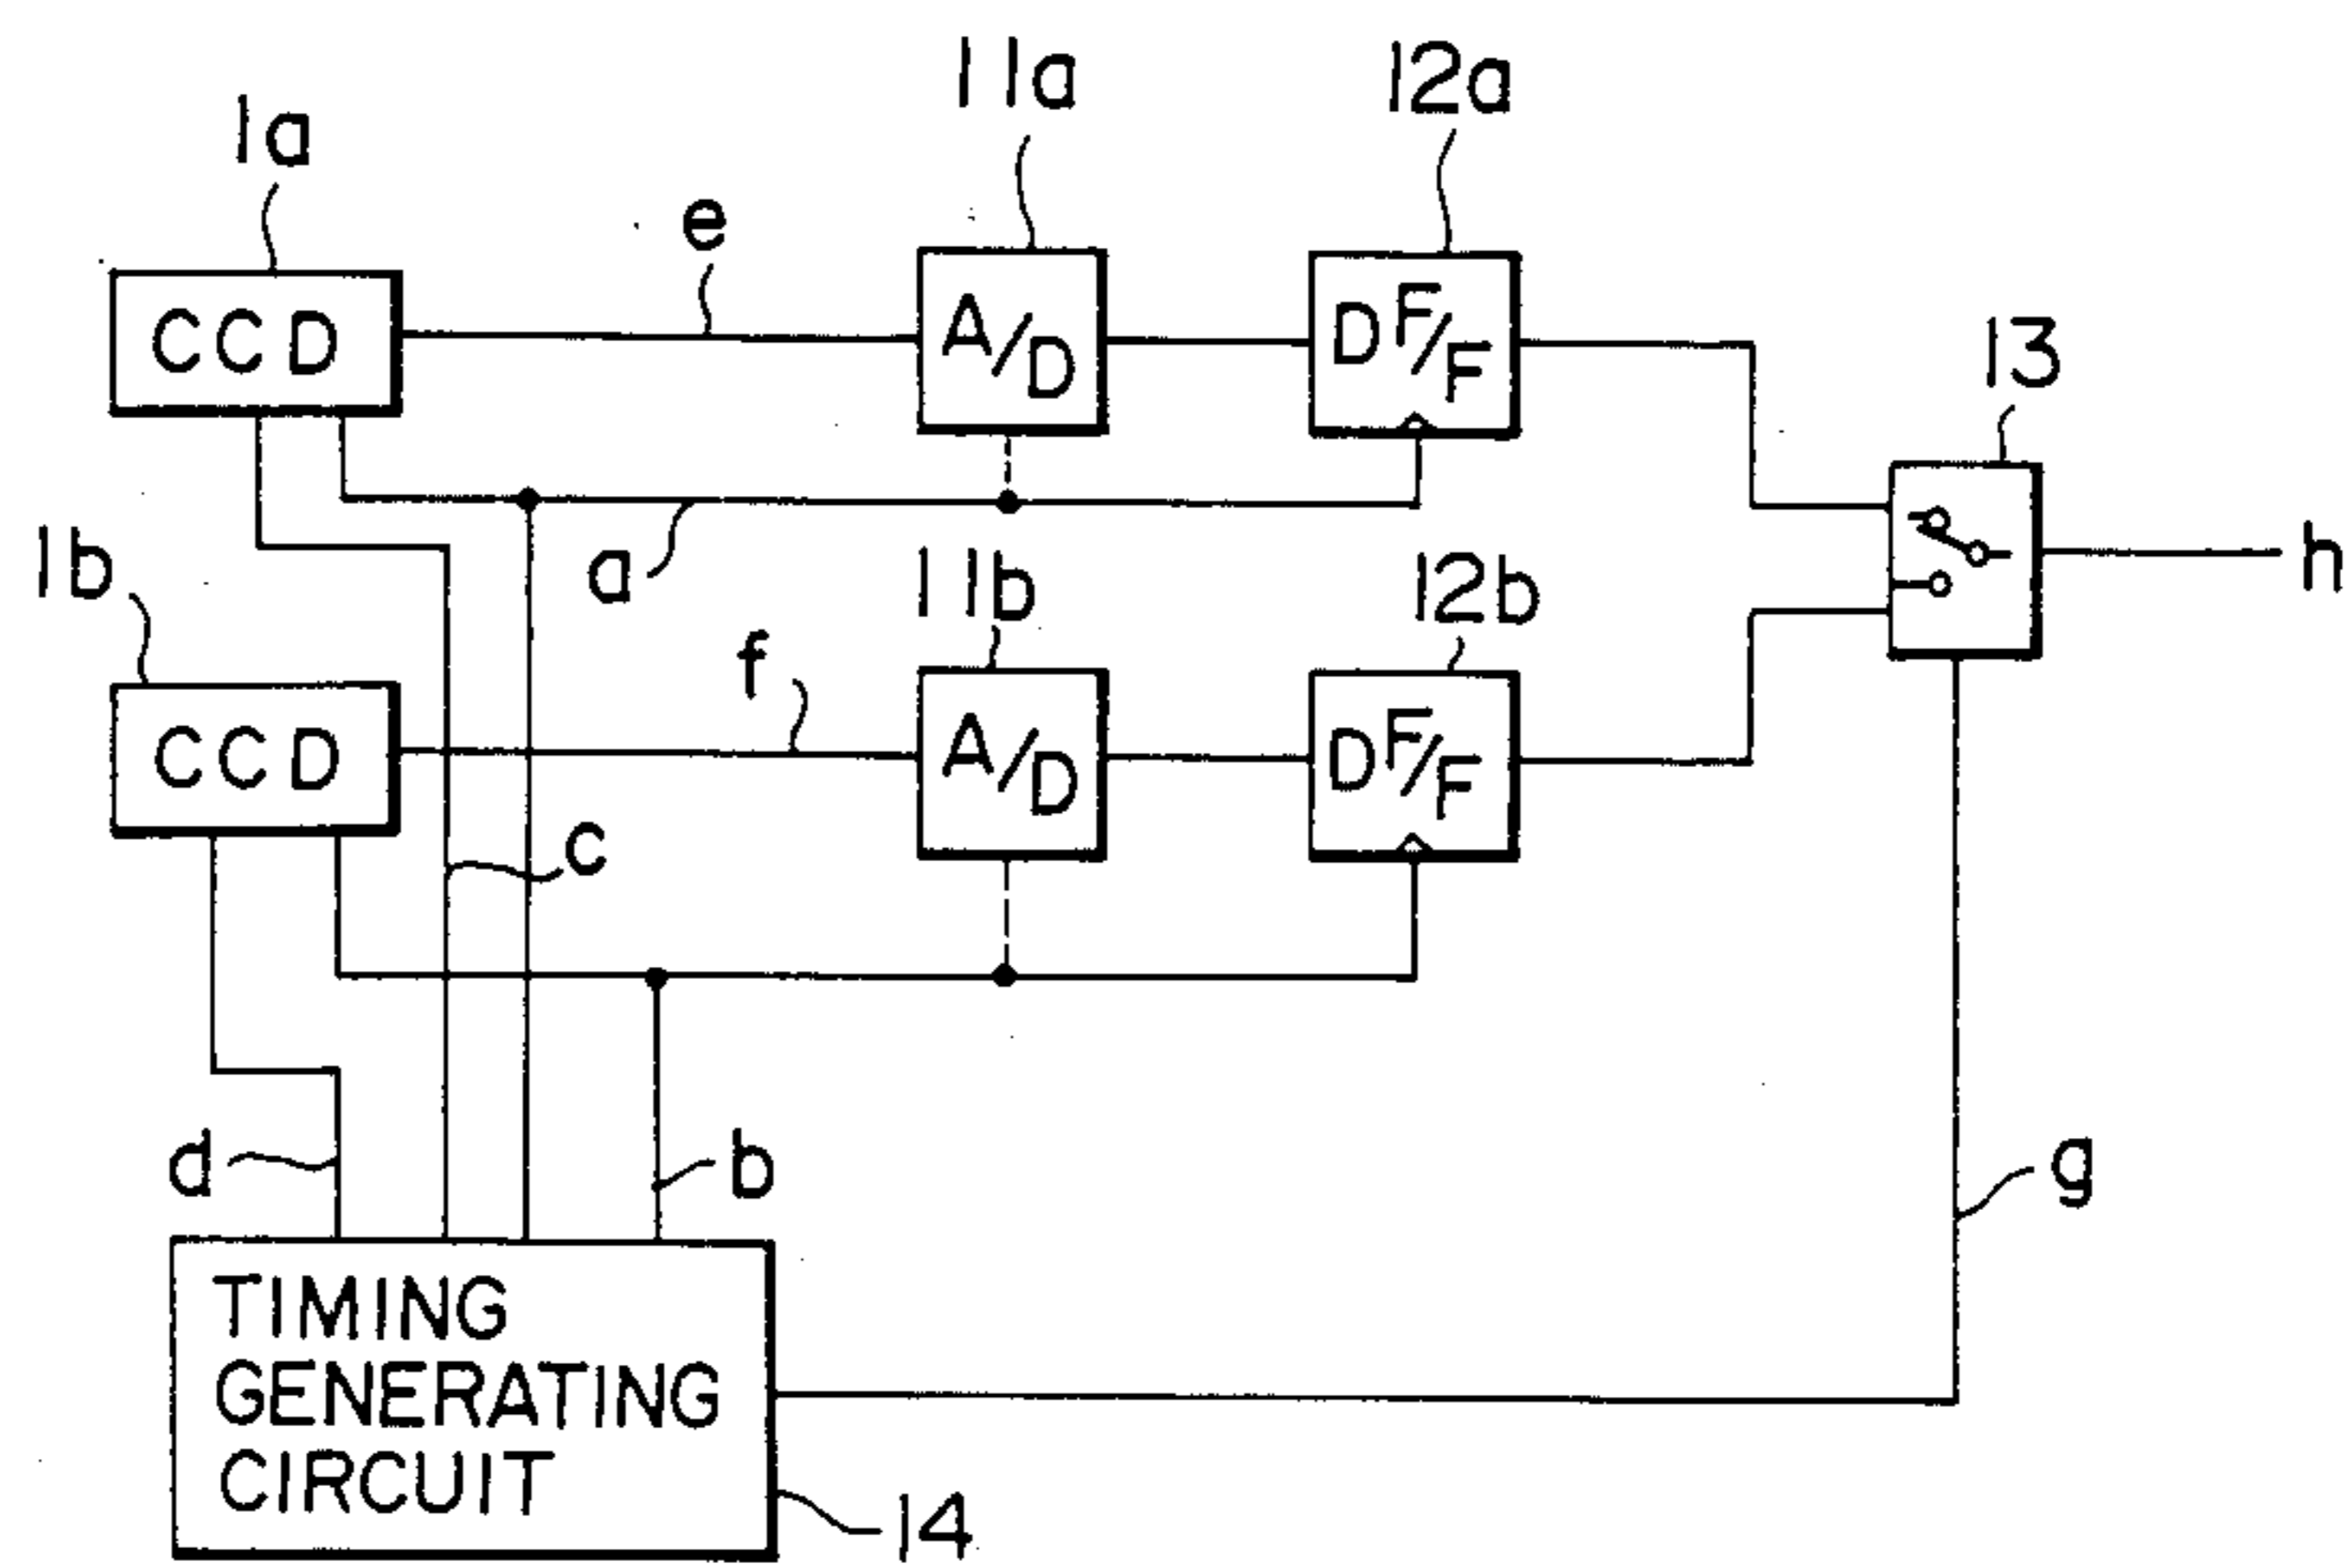 11a
12a
1a
e
CCD
A/D
DF/F
13
1b
a
11b
12b
h
f
CCD
A/D
DF/F
c
d
b
g
TIMING
GENERATING
CIRCUIT
14